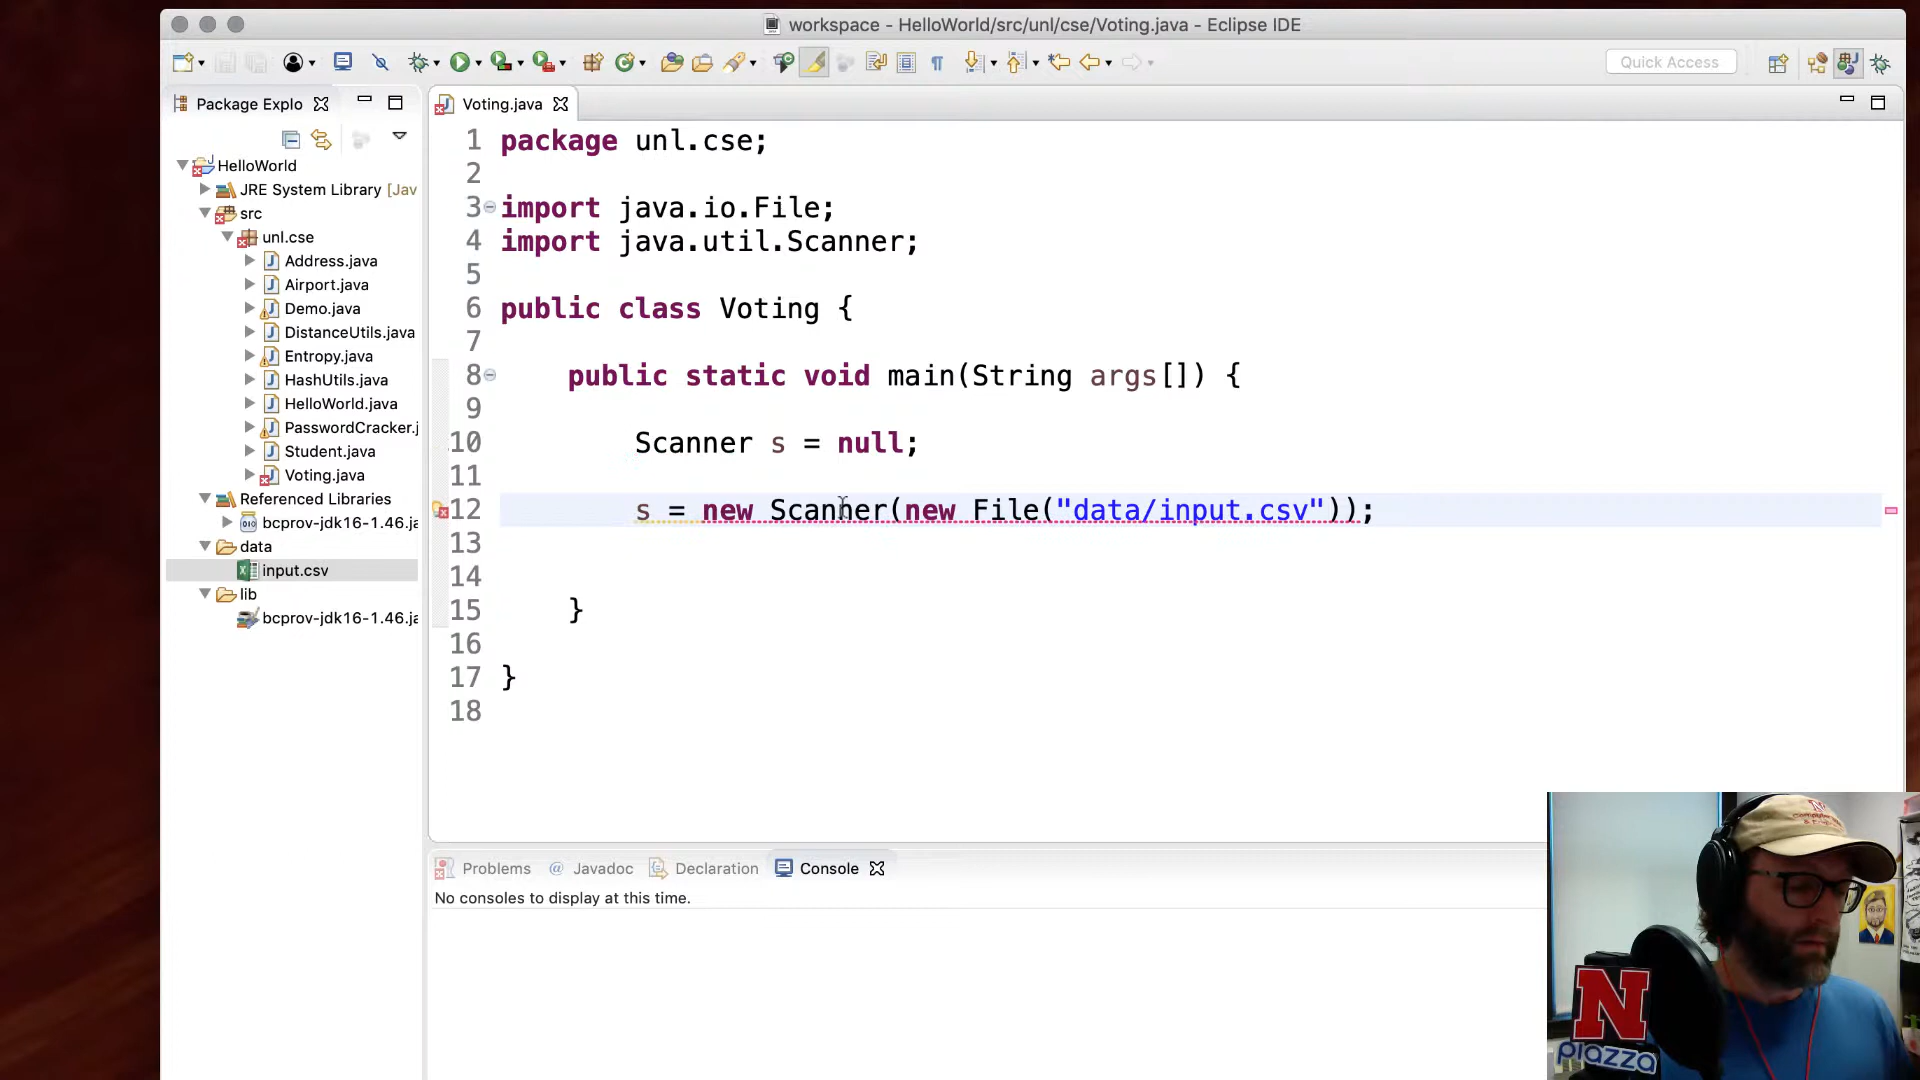 workspace - HelloWorld/src/unl/cse/Voting.java - Eclipse IDE
Quick Access
Package Explo
Voting.java
HelloWorld
JRE System Library [Jav
src
unl.cse
Address.java
Airport.java
Demo.java
DistanceUtils.java
Entropy.java
HashUtils.java
HelloWorld.java
PasswordCracker.j
Student.java
Voting.java
Referenced Libraries
bcprov-jdk16-1.46.ja
data
input.csv
lib
bcprov-jdk16-1.46.ja
1 package unl.cse;
2
3 import java.io.File;
4 import java.util.Scanner;
5
6 public class Voting {
7
8 public static void main(String args[]) {
9
10 Scanner s = null;
11
12 s = new Scanner(new File("data/input.csv"));
13
14
15 }
16
17 }
18
Problems @ Javadoc Declaration Console
No consoles to display at this time.
N
N
piazza